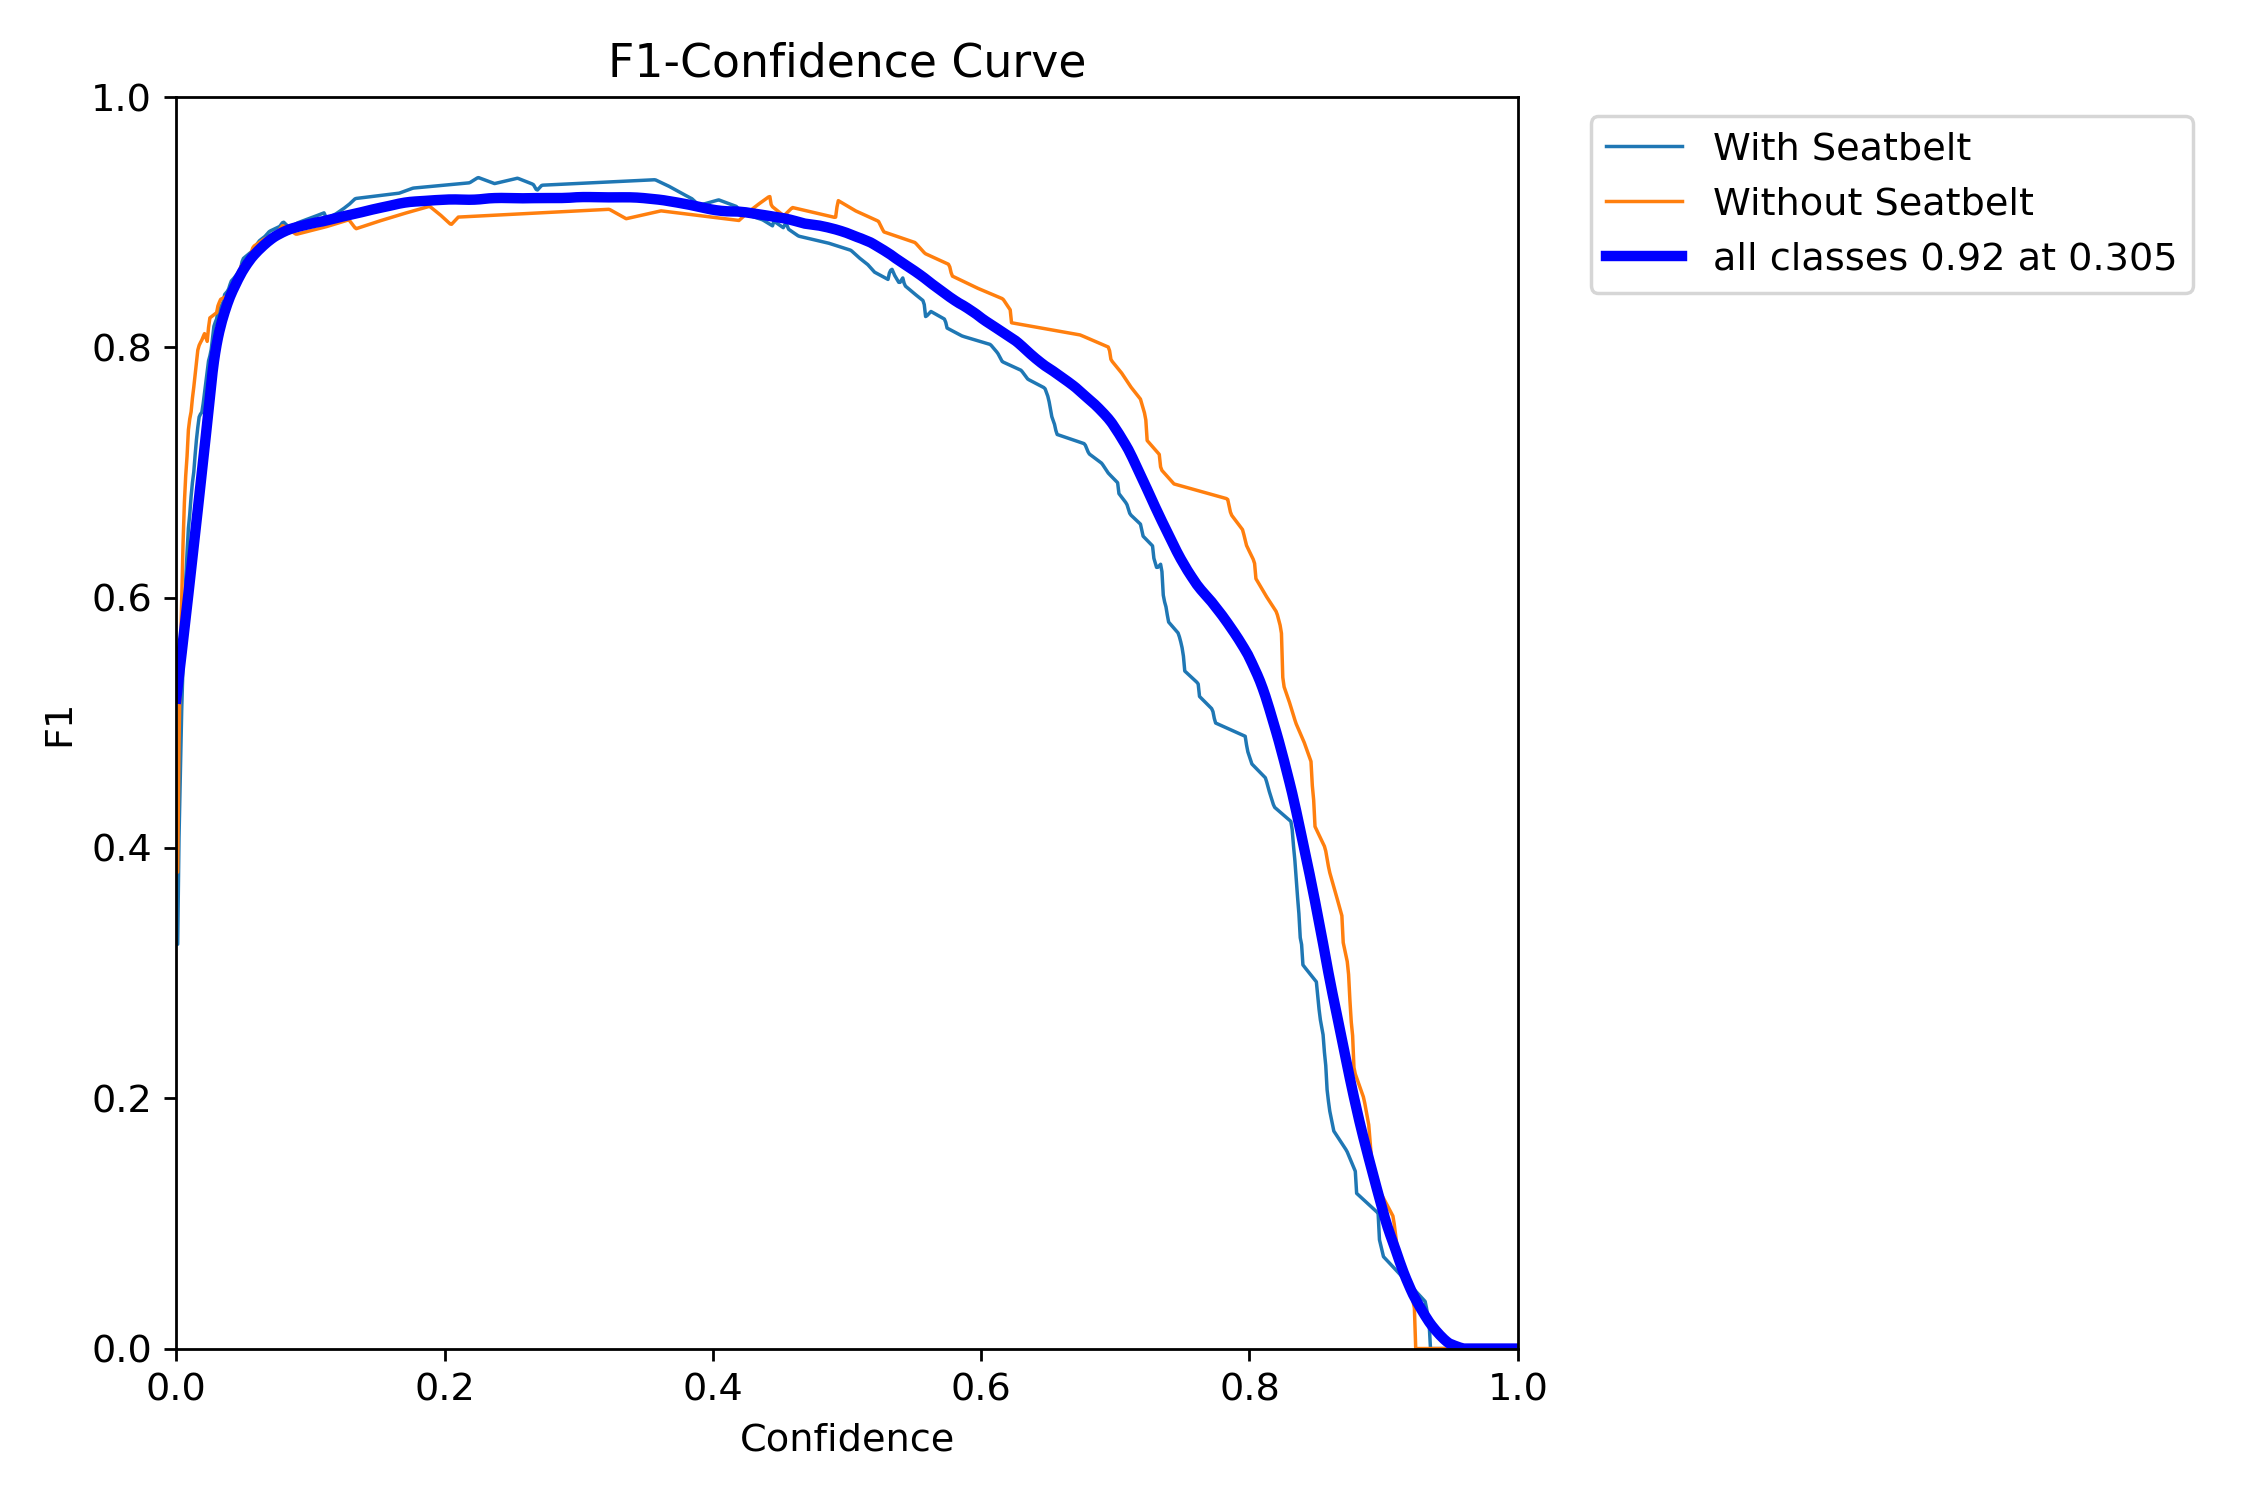 F1-Confidence Curve
With Seatbelt
Without Seatbelt
all classes 0.92 at 0.305
1.0
0.8
0.6
0.4
0.2
0.0
F1
0.0 0.2 0.4 0.6 0.8 1.0
Confidence